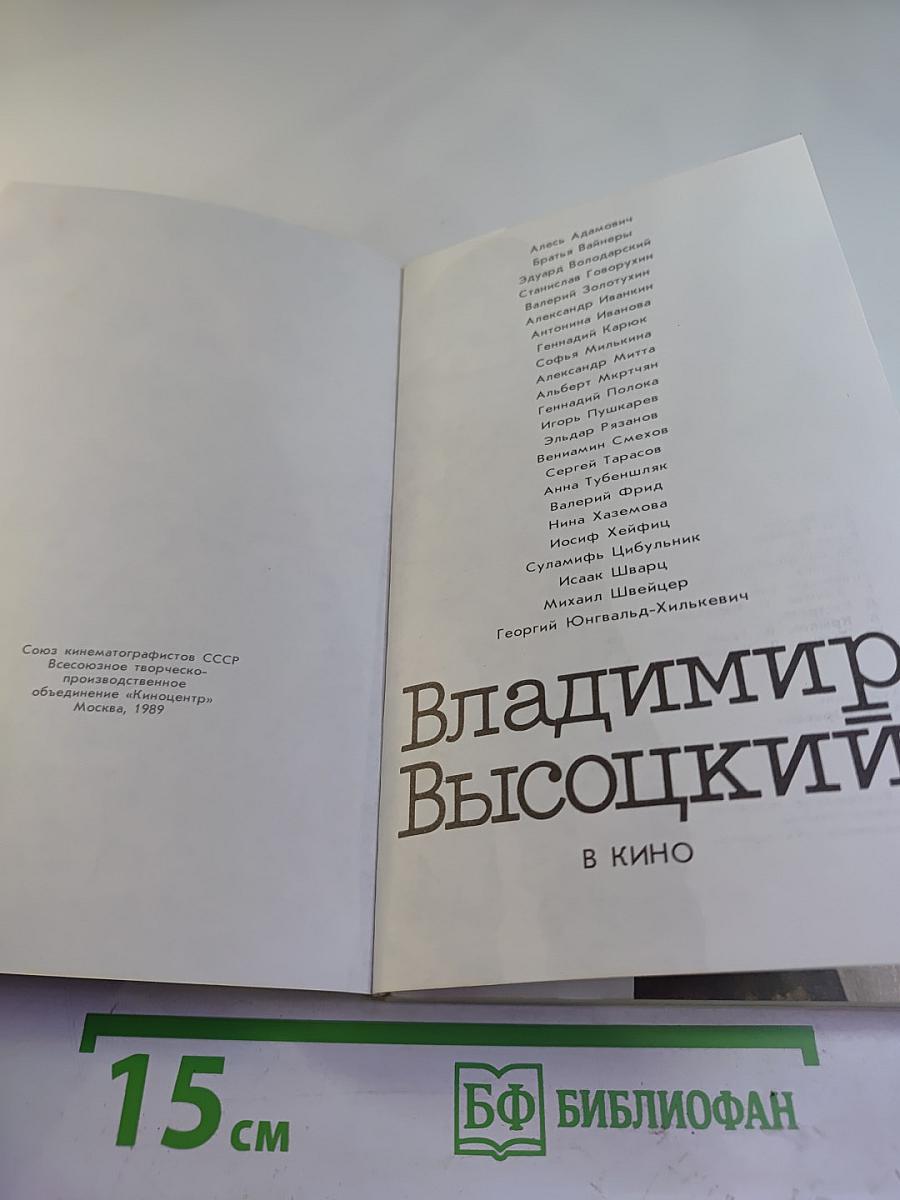 Союз кинематографистов СССР
Всесоюзное творческо-
производственное
объединение «Киноцентр»
Москва, 1989
Алесь Адамович
Братья Вайнеры
Эдуард Володарский
Станислав Говорухин
Валерий Золотухин
Александр Иванкин
Антонина Иванова
Геннадий Карюк
Софья Милькина
Александр Митта
Альберт Мкртчян
Геннадий Полока
Игорь Пушкарев
Эльдар Рязанов
Вениамин Смехов
Сергей Тарасов
Анна Тубеншляк
Валерий Фрид
Нина Хаземова
Иосиф Хейфиц
Суламифь Цибульник
Исаак Шварц
Михаил Швейцер
Георгий Юнгвальд-Хилькевич
Владимир
Высоцкий
В КИНО
15 см
БФ БИБЛИОФАН